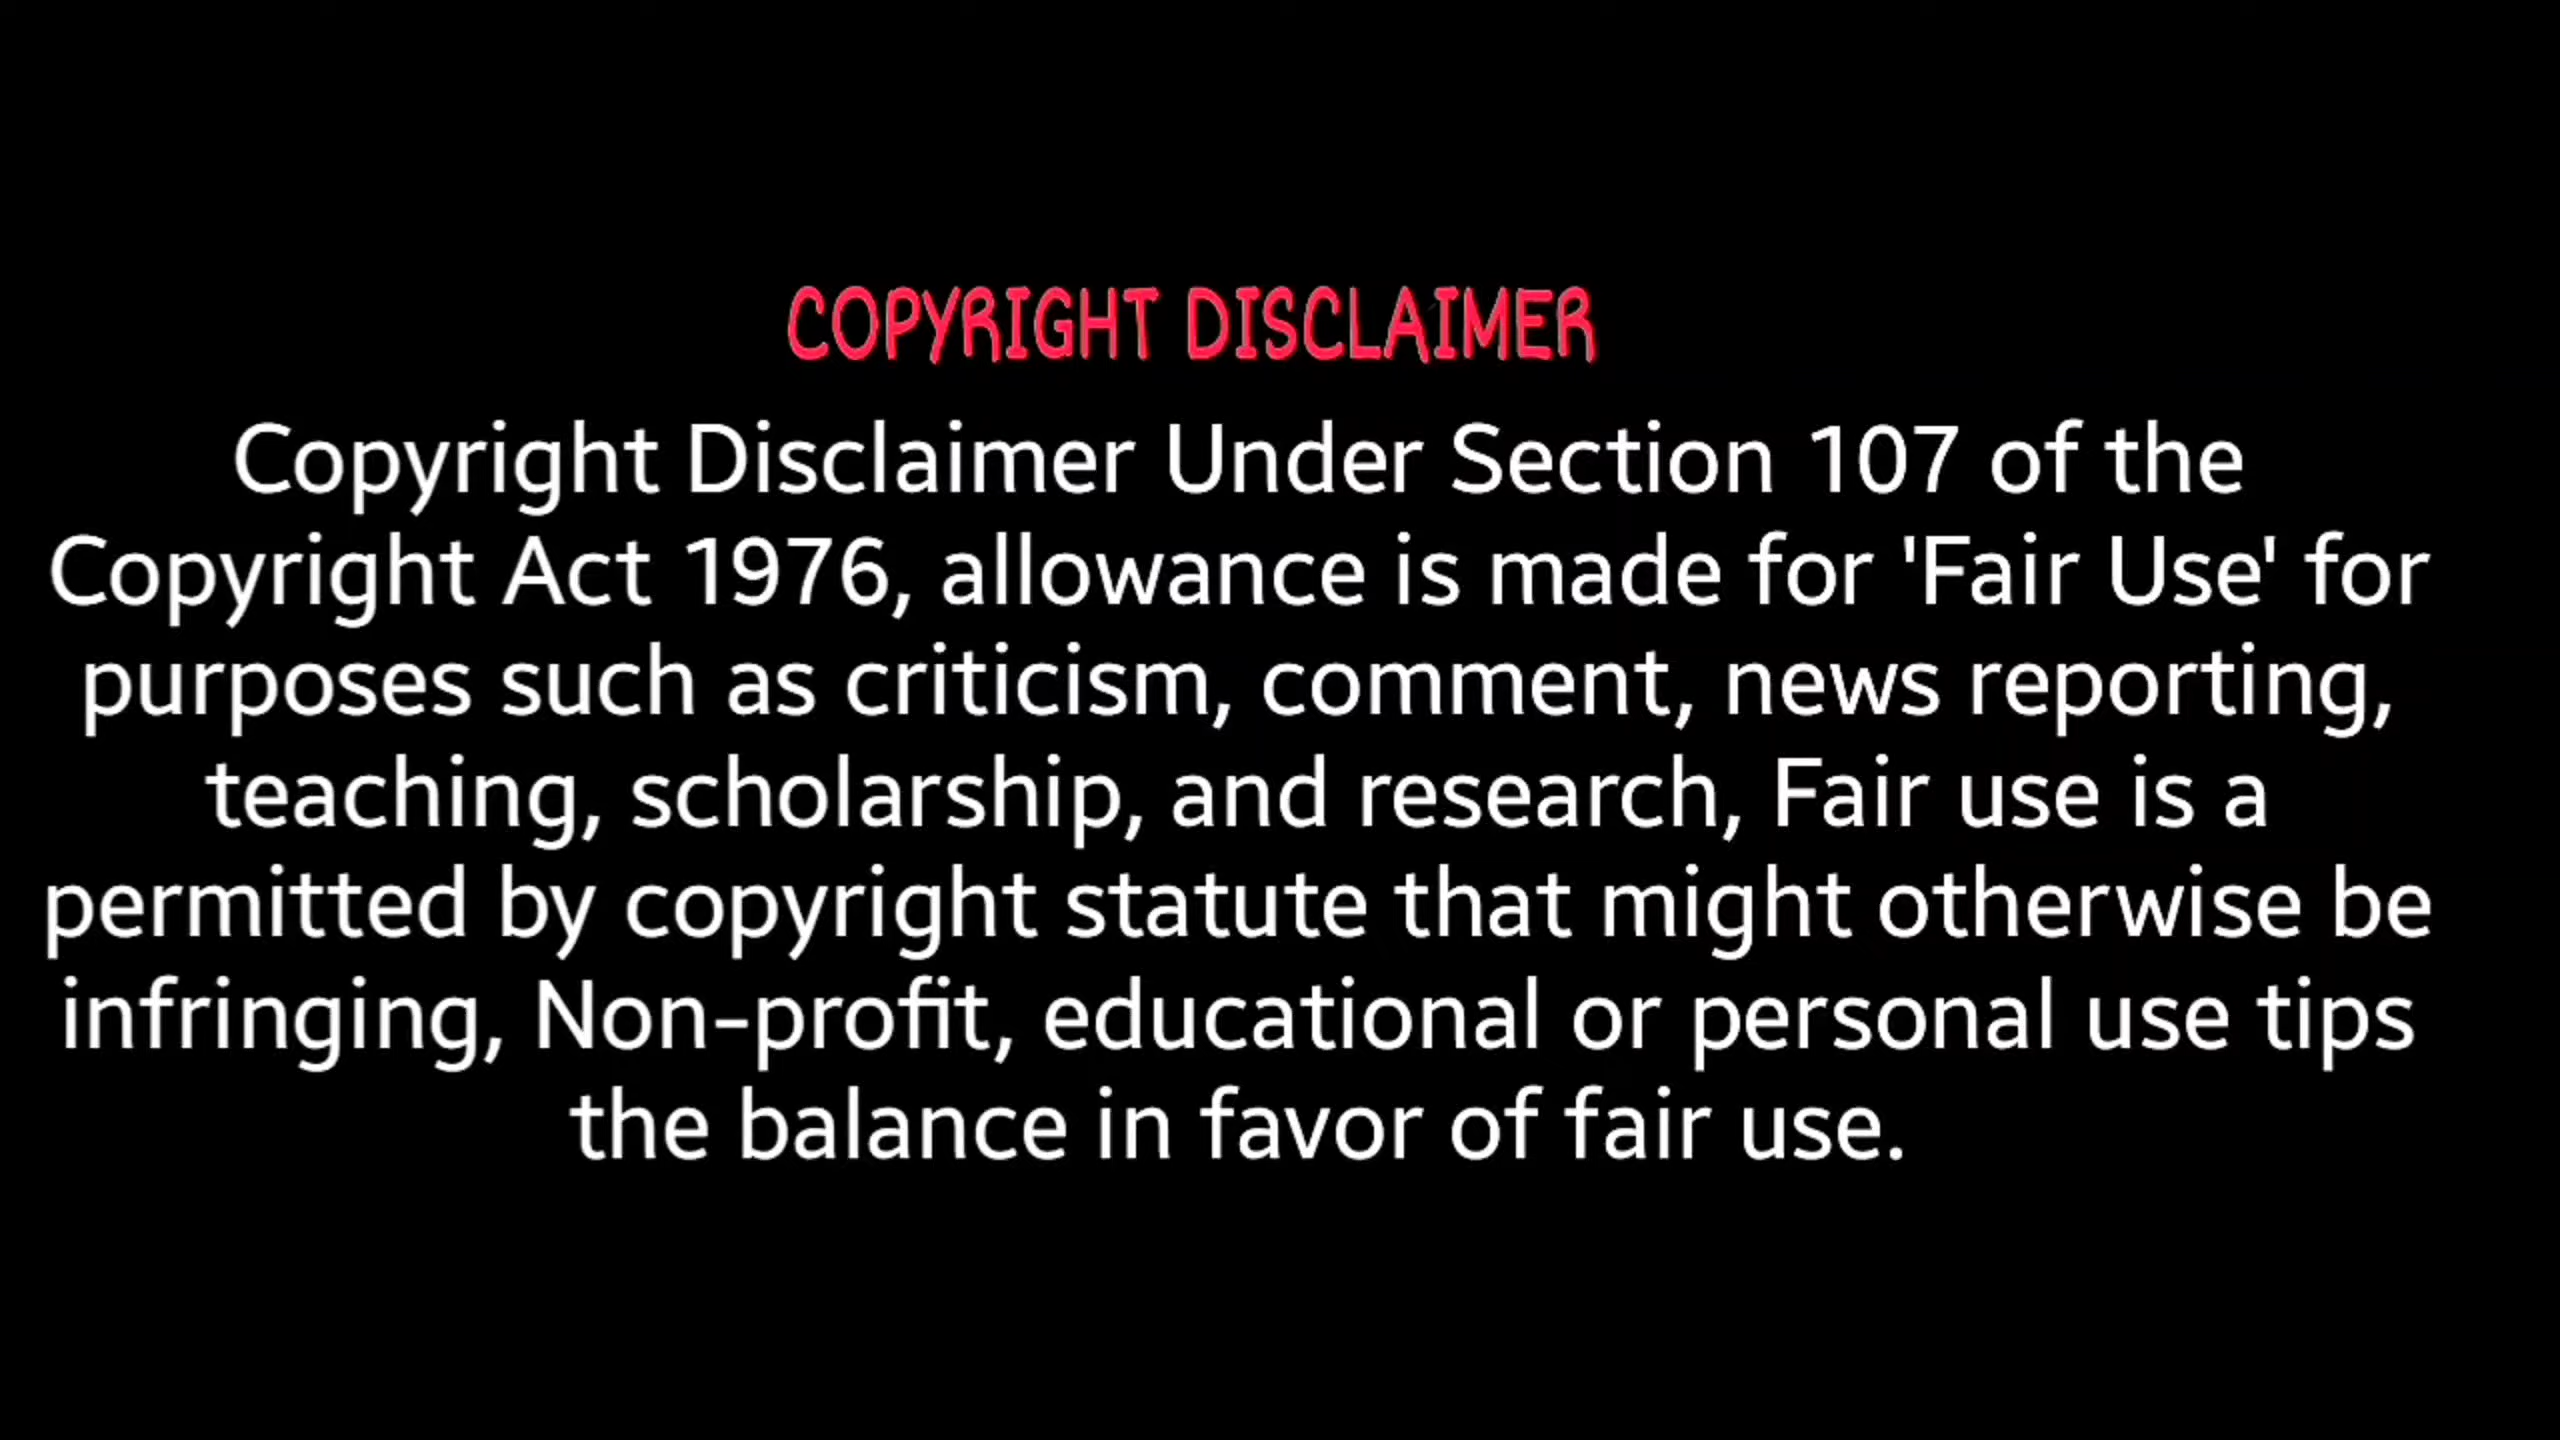 COPYRIGHT DISCLAIMER
Copyright Disclaimer Under Section 107 of the
Copyright Act 1976, allowance is made for 'Fair Use' for
purposes such as criticism, comment, news reporting,
teaching, scholarship, and research, Fair use is a
permitted by copyright statute that might otherwise be
infringing, Non-profit, educational or personal use tips
the balance in favor of fair use.